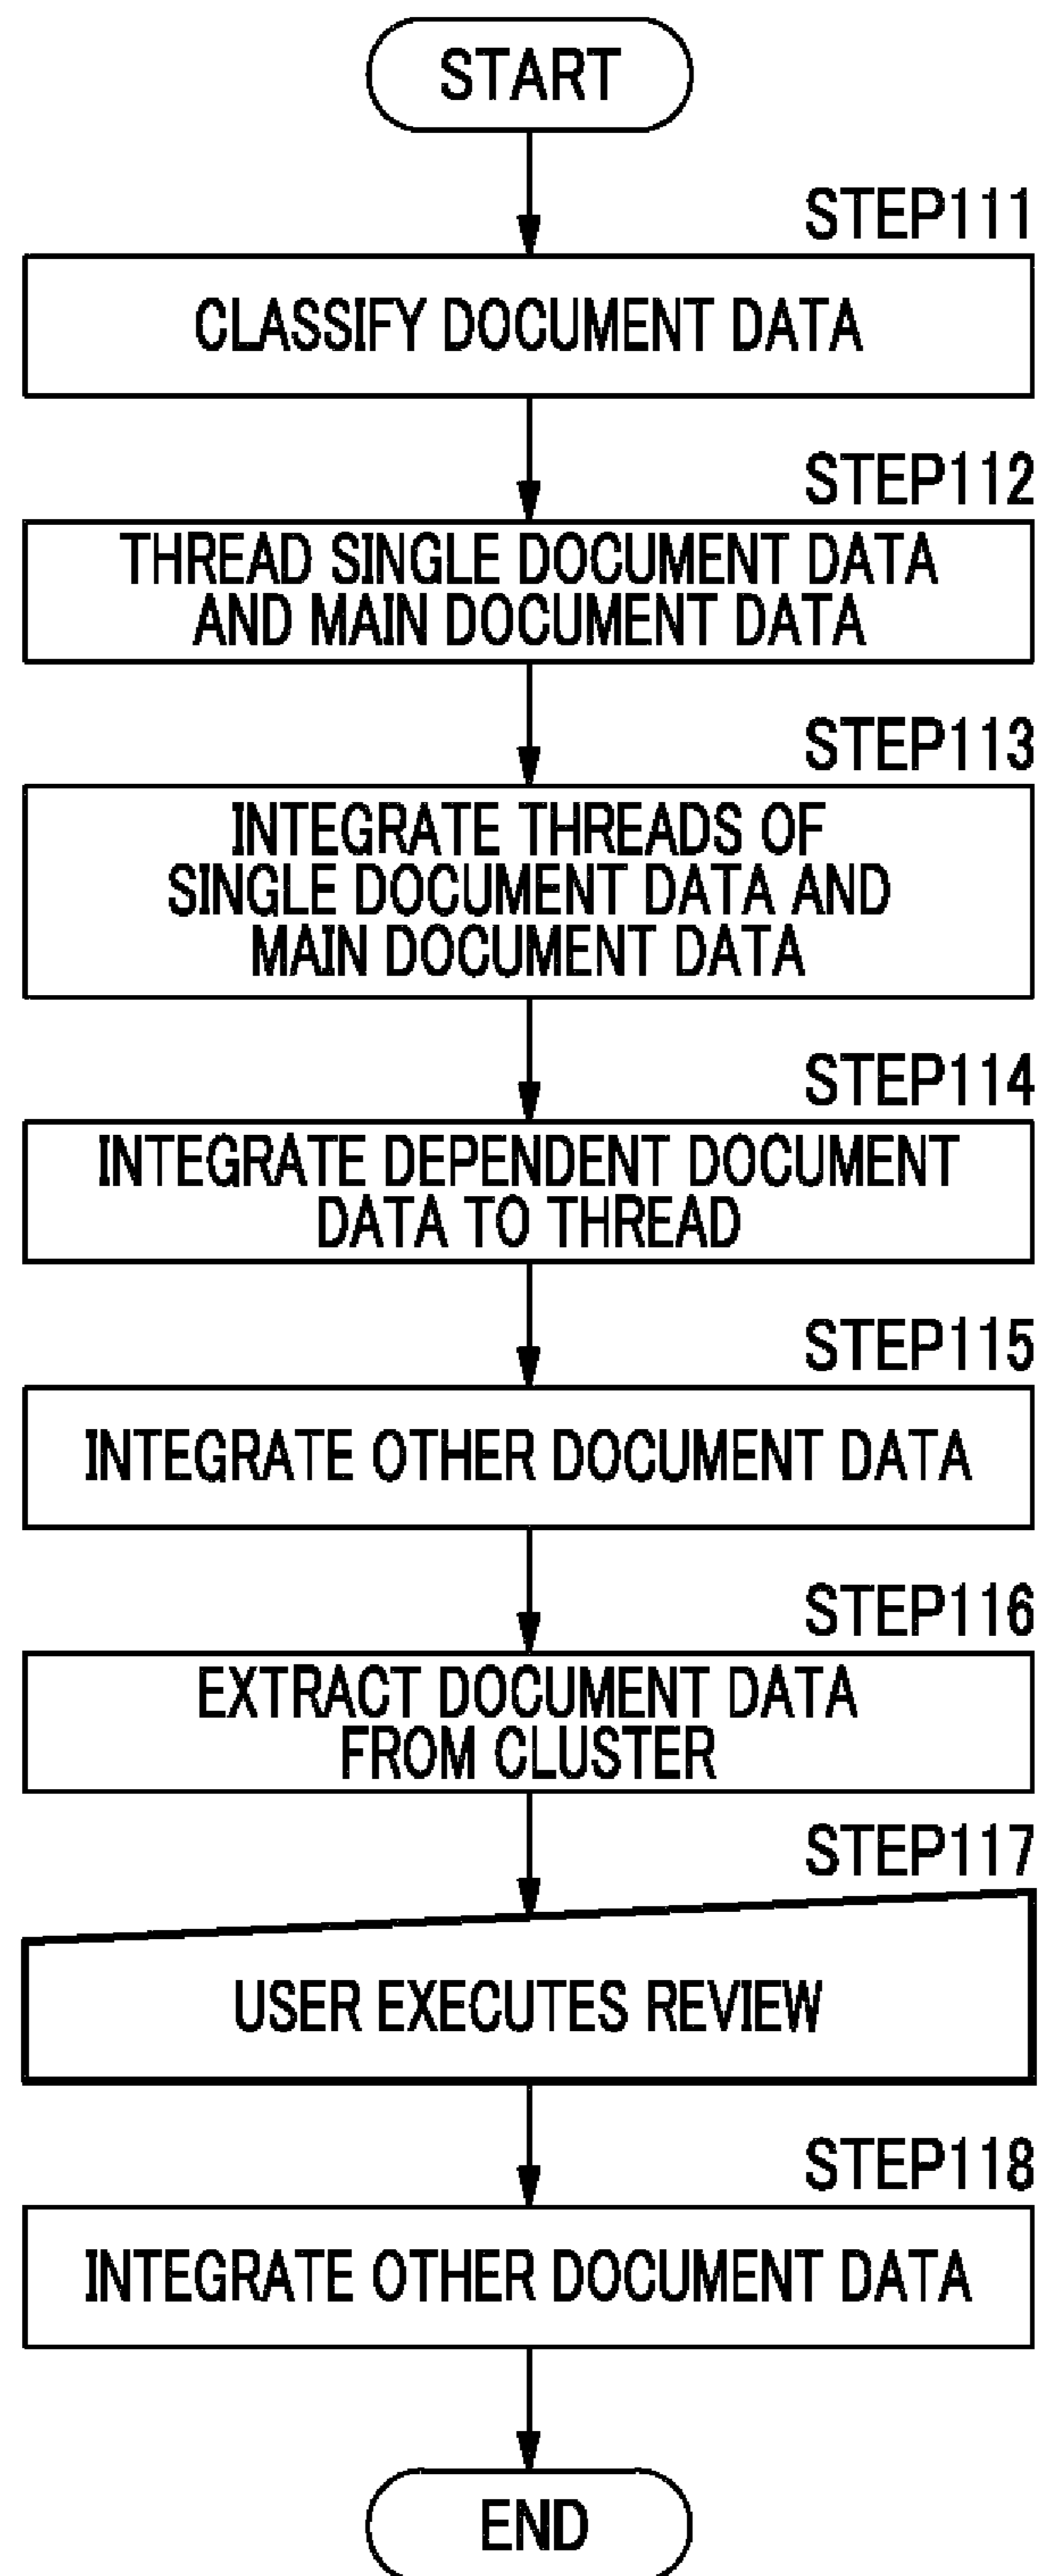 START
STEP111
CLASSIFY DOCUMENT DATA
STEP112
THREAD SINGLE DOCUMENT DATA
AND MAIN DOCUMENT DATA
STEP113
INTEGRATE THREADS OF
SINGLE DOCUMENT DATA AND
MAIN DOCUMENT DATA
STEP114
INTEGRATE DEPENDENT DOCUMENT
DATA TO THREAD
STEP115
INTEGRATE OTHER DOCUMENT DATA
STEP116
EXTRACT DOCUMENT DATA
FROM CLUSTER
STEP117
USER EXECUTES REVIEW
STEP118
INTEGRATE OTHER DOCUMENT DATA
END